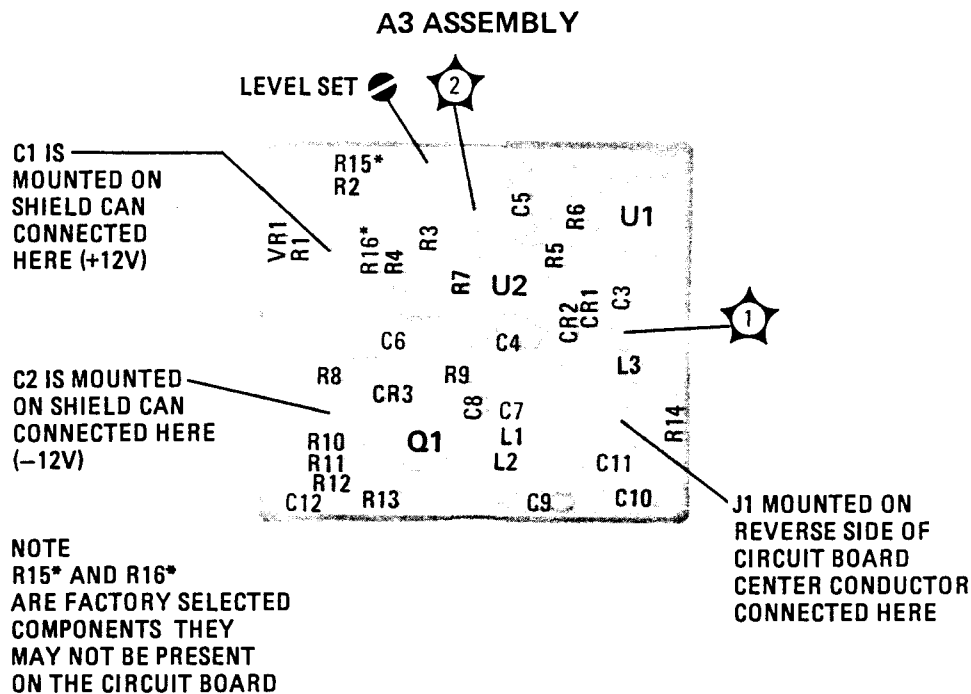 A3 ASSEMBLY
LEVEL SET
2
C1 IS
MOUNTED ON
SHIELD CAN
CONNECTED
HERE (+12V)
R15*
R2
VR1
R1
R16*
R4
R3
C5
R6
U1
R5
R7
U2
CR2
CR1
C3
1
C6
C4
L3
C2 IS MOUNTED
ON SHIELD CAN
CONNECTED HERE
(–12V)
R8
CR3
R9
C8
C7
R14
R10
Q1
L1
R11
L2
C11
R12
C12
R13
C9
C10
J1 MOUNTED ON
REVERSE SIDE OF
CIRCUIT BOARD
CENTER CONDUCTOR
CONNECTED HERE
NOTE
R15* AND R16*
ARE FACTORY SELECTED
COMPONENTS THEY
MAY NOT BE PRESENT
ON THE CIRCUIT BOARD